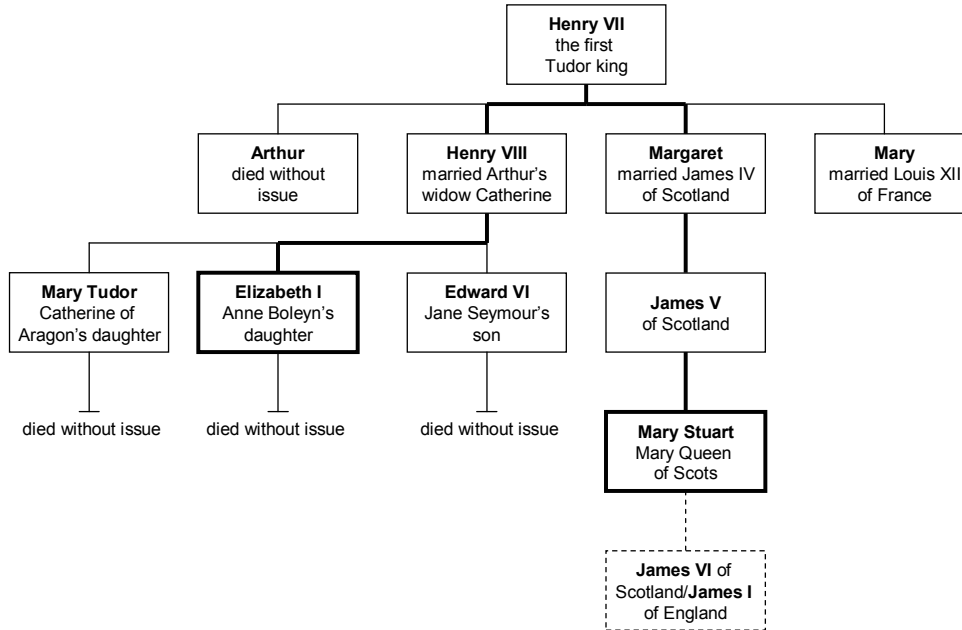 Henry VII
the first
Tudor king
Arthur
died without
issue
Henry VIII
married Arthur’s
widow Catherine
Margaret
married James IV
of Scotland
Mary
married Louis XII
of France
Mary Tudor
Catherine of
Aragon’s daughter
Elizabeth I
Anne Boleyn’s
daughter
Edward VI
Jane Seymour’s
son
James V
of Scotland
died without issue
died without issue
died without issue
Mary Stuart
Mary Queen
of Scots
James VI of
Scotland/James I
of England